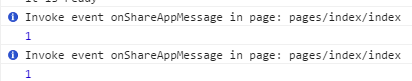 Invoke event onShareAppMessage in page: pages/index/index
1
Invoke event onShareAppMessage in page: pages/index/index
1